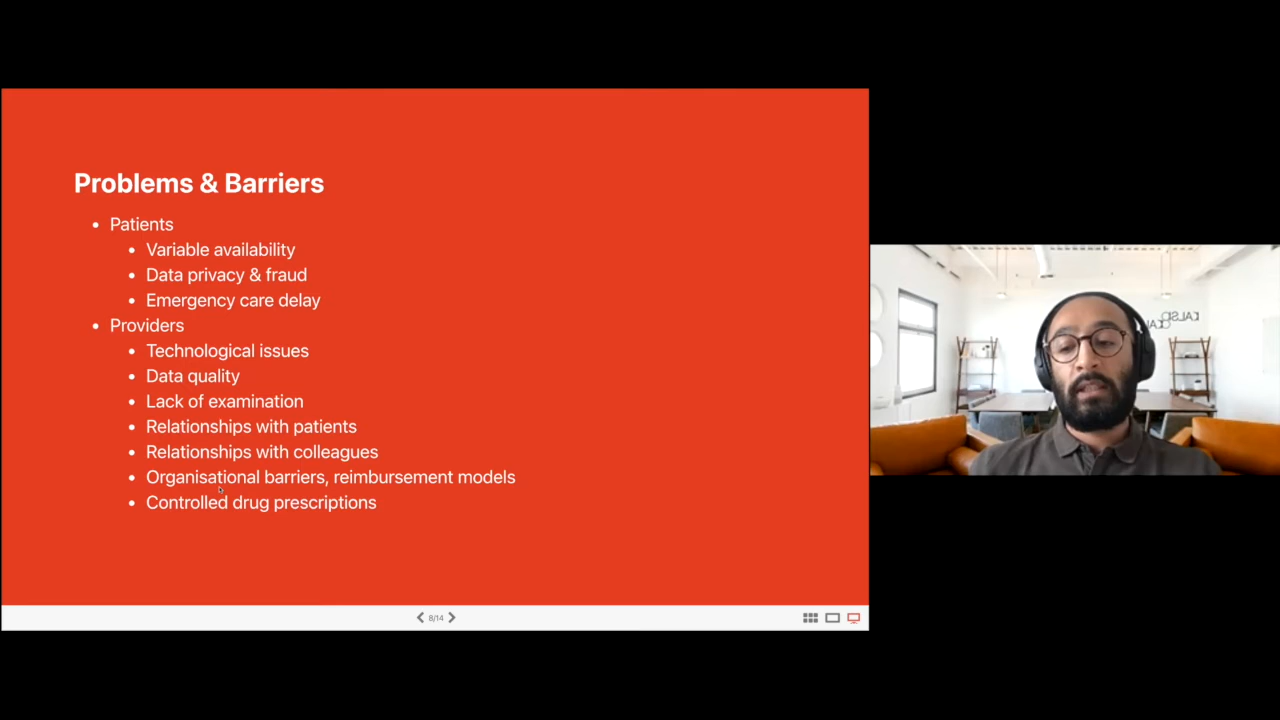 Problems & Barriers
Patients
Variable availability
Data privacy & fraud
Emergency care delay
Providers
Technological issues
Data quality
Lack of examination
Relationships with patients
Relationships with colleagues
Organisational barriers, reimbursement models
Controlled drug prescriptions
8/14